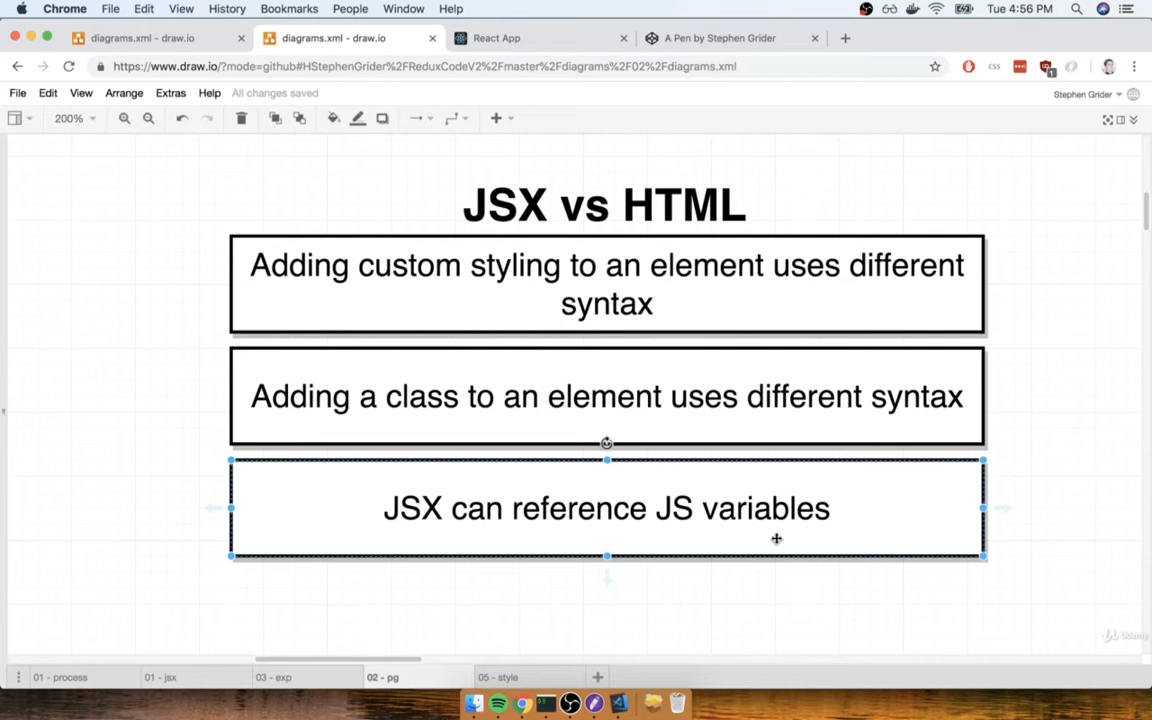 Chrome File Edit View History Bookmarks People Window Help Tue 4:56 PM
diagrams.xml - draw.io diagrams.xml - draw.io React App A Pen by Stephen Grider
https://www.draw.io/?mode=github#HStephenGrider%2FReduxCodeV2%2Fmaster%2Fdiagrams%2F02%2Fdiagrams.xml css 1
File Edit View Arrange Extras Help All changes saved Stephen Grider
200%
JSX vs HTML
Adding custom styling to an element uses different
syntax
Adding a class to an element uses different syntax
JSX can reference JS variables
Udemy
01 - process 01 - jsx 03 - exp 02 - pg 05 - style